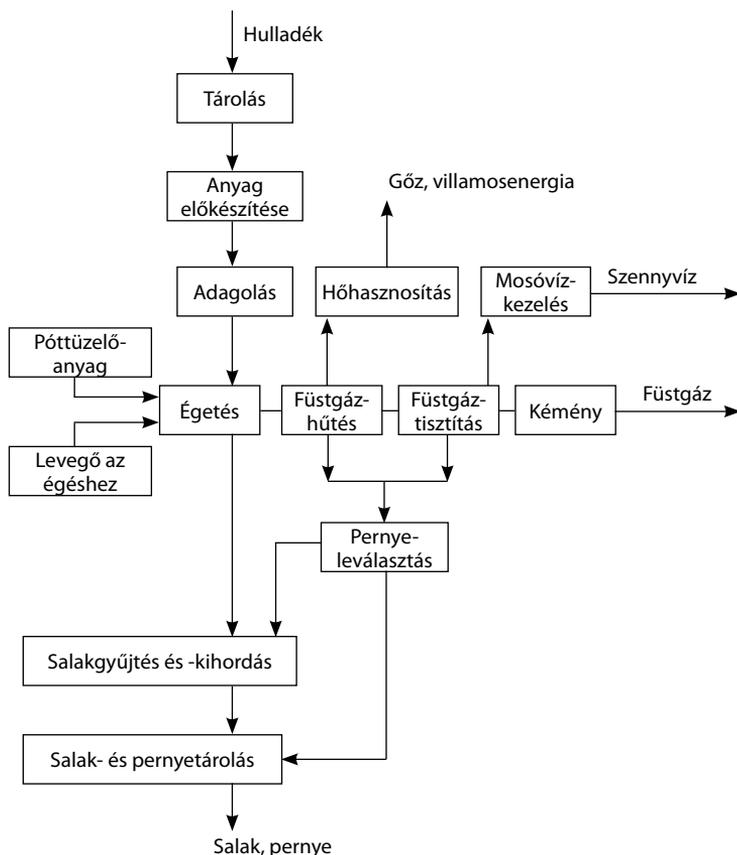 Hulladék
Tárolás
Anyag
előkészítése
Gőz, villamosenergia
Adagolás
Hőhasznosítás
Mosóvíz-
kezelés
Szennyvíz
Póttüzelő-
anyag
Égetés
Füstgáz-
hűtés
Füstgáz-
tisztítás
Kémény
Füstgáz
Levegő az
égéshez
Pernye-
leválasztás
Salakgyűjtés és -kihordás
Salak- és pernyetárolás
Salak, pernye